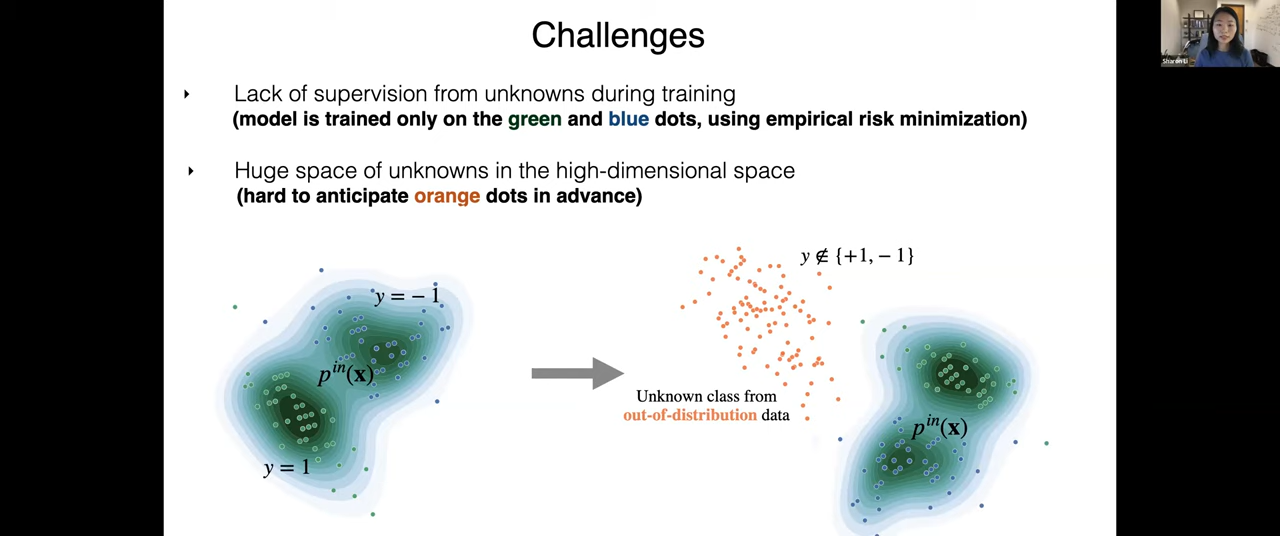 Challenges
Sharon Li
Lack of supervision from unknowns during training
(model is trained only on the green and blue dots, using empirical risk minimization)
Huge space of unknowns in the high-dimensional space
(hard to anticipate orange dots in advance)
y ∉ {+1, − 1}
y = − 1
p^{in}(x)
Unknown class from
out-of-distribution data
p^{in}(x)
y = 1